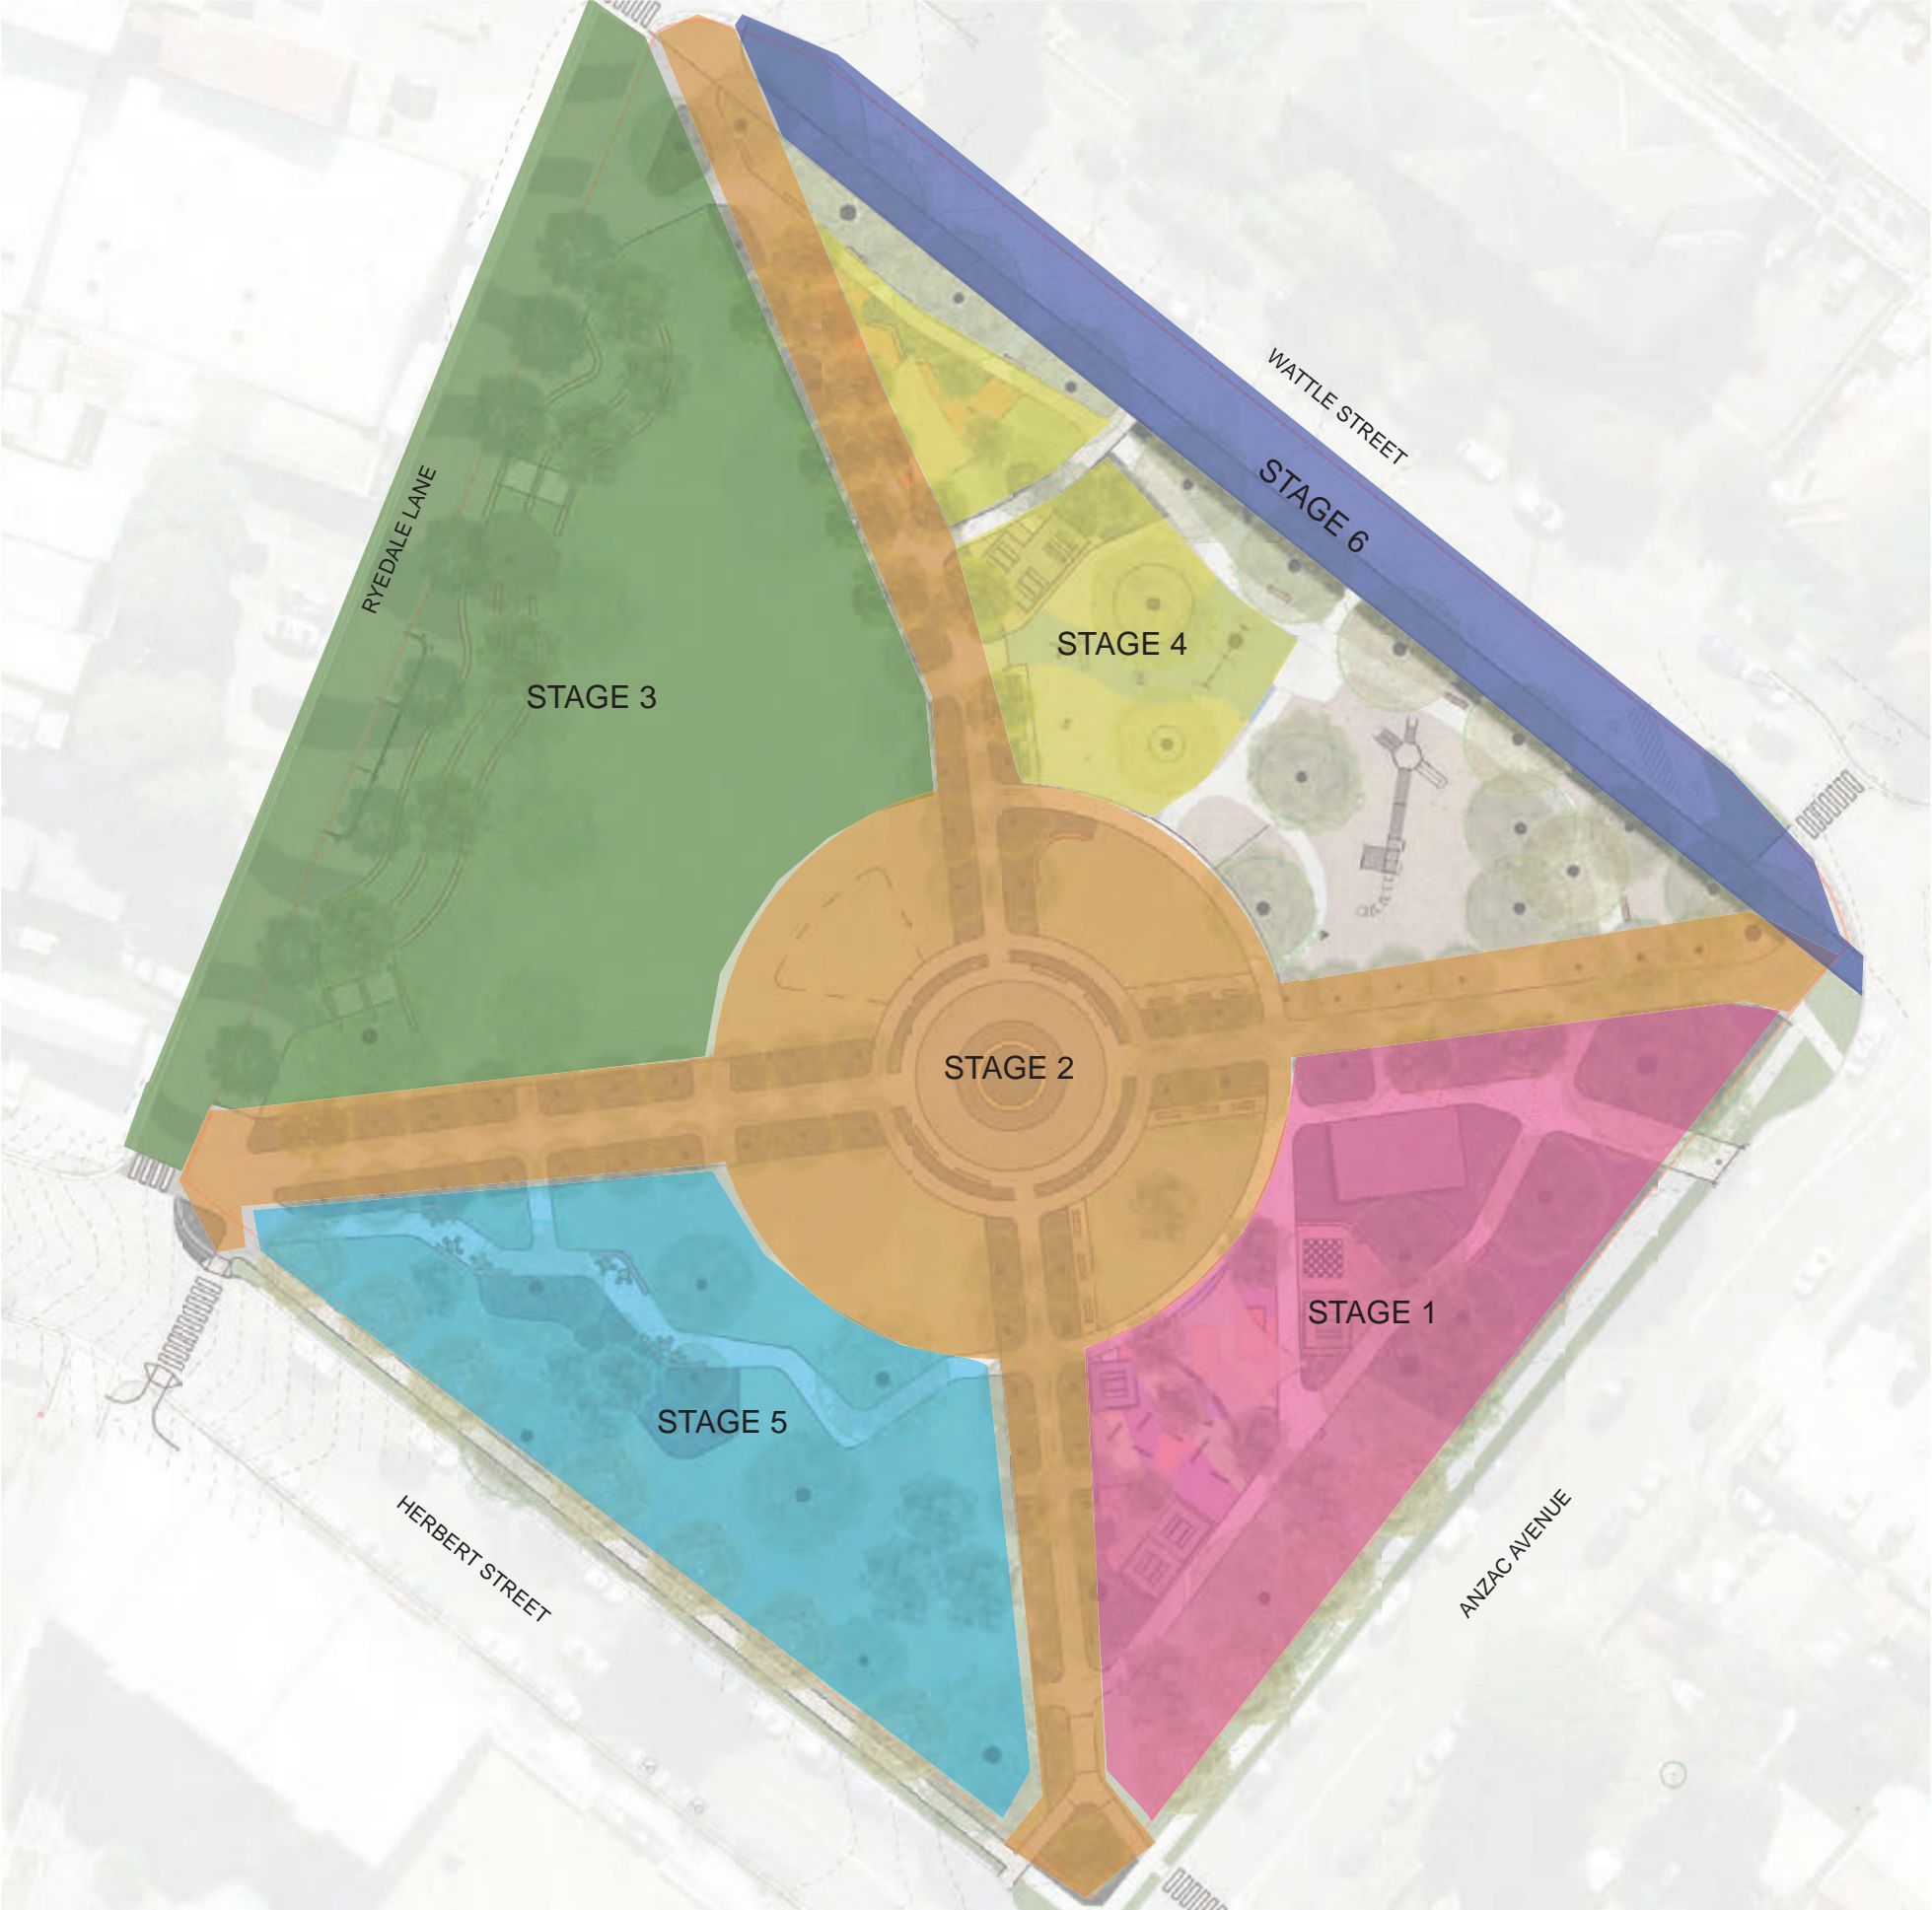 WATTLE STREET
STAGE 6
RYEDALE LANE
STAGE 4
STAGE 3
STAGE 2
STAGE 1
STAGE 5
HERBERT STREET
ANZAC AVENUE